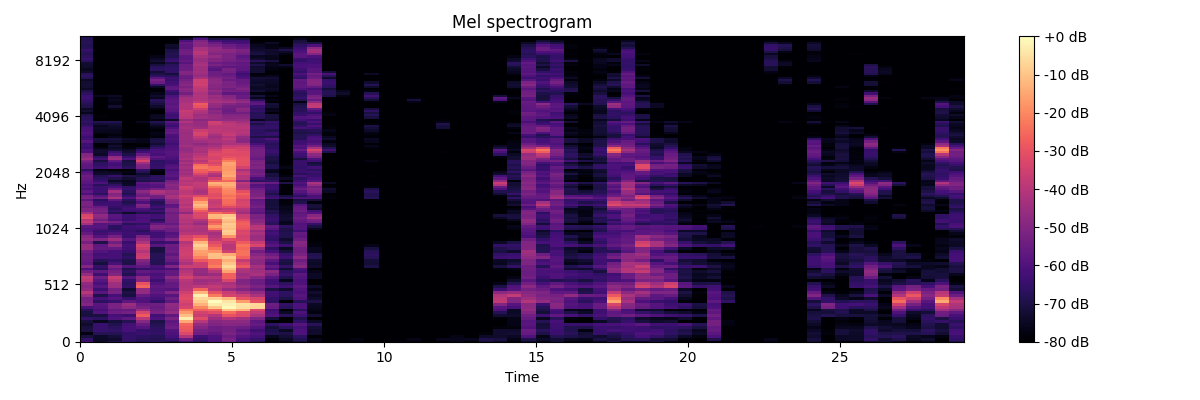 Mel spectrogram
8192
4096
2048
1024
512
0
Hz
0 5 10 15 20 25
Time
+0 dB
-10 dB
-20 dB
-30 dB
-40 dB
-50 dB
-60 dB
-70 dB
-80 dB